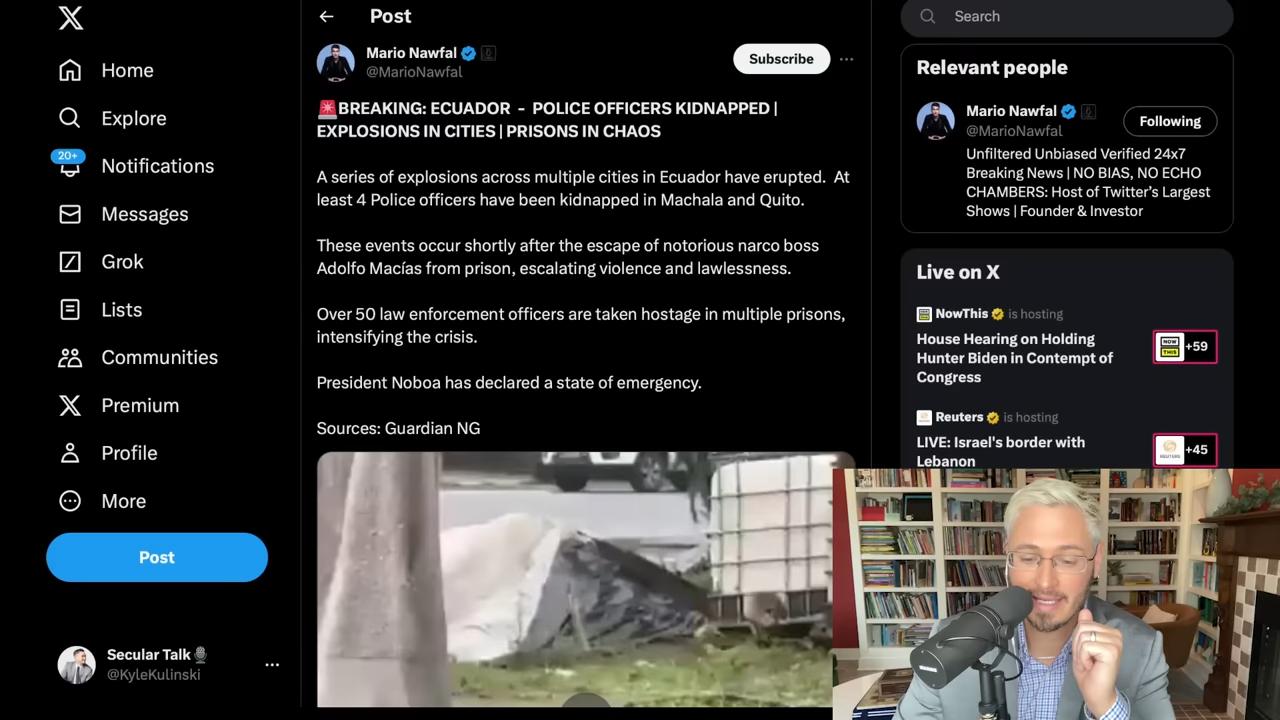 Home
Explore
20+
Notifications
Messages
Grok
Lists
Communities
Premium
Profile
More
Post
Secular Talk🎙️
@KyleKulinski
Post
Mario Nawfal
@MarioNawfal
Subscribe
🚨BREAKING: ECUADOR - POLICE OFFICERS KIDNAPPED |
EXPLOSIONS IN CITIES | PRISONS IN CHAOS
A series of explosions across multiple cities in Ecuador have erupted. At
least 4 Police officers have been kidnapped in Machala and Quito.
These events occur shortly after the escape of notorious narco boss
Adolfo Macías from prison, escalating violence and lawlessness.
Over 50 law enforcement officers are taken hostage in multiple prisons,
intensifying the crisis.
President Noboa has declared a state of emergency.
Sources: Guardian NG
Search
Relevant people
Mario Nawfal
@MarioNawfal
Following
Unfiltered Unbiased Verified 24x7
Breaking News | NO BIAS, NO ECHO
CHAMBERS: Host of Twitter's Largest
Shows | Founder & Investor
Live on X
NowThis is hosting
House Hearing on Holding
Hunter Biden in Contempt of
Congress
NOW
THIS
+59
Reuters is hosting
LIVE: Israel's border with
Lebanon
REUTERS
+45